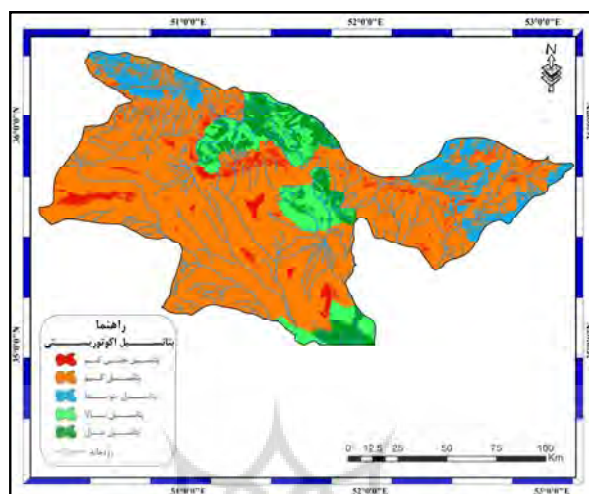 51°0'0"E
52°0'0"E
53°0'0"E
N
36°0'0"N
35°0'0"N
راهنما
پتانسیل اکوتوریستی
پتانسیل خیلی کم
پتانسیل کم
پتانسیل
پتانسیل بالا
پتانسیل
رودخانه
0 12.5 25 50 75 100
Km
51°0'0"E
52°0'0"E
53°0'0"E